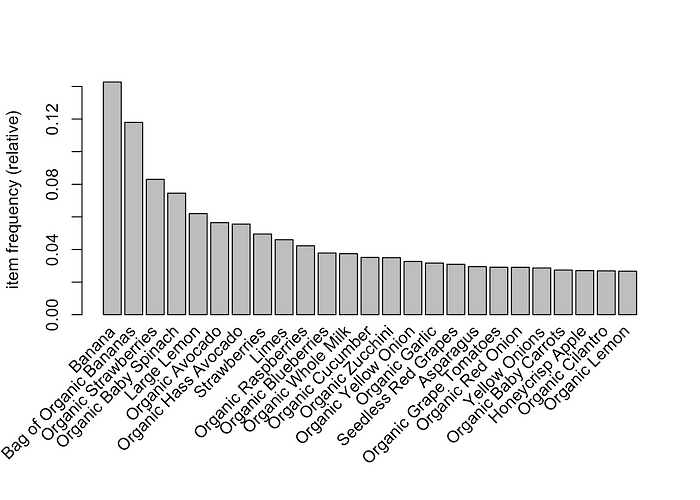 item frequency (relative)
0.12
0.08
0.04
0.00
Banana
Bag of Organic Bananas
Organic Strawberries
Organic Baby Spinach
Large Lemon
Organic Avocado
Organic Hass Avocado
Strawberries
Limes
Organic Raspberries
Organic Blueberries
Organic Whole Milk
Organic Cucumber
Organic Zucchini
Organic Yellow Onion
Organic Garlic
Seedless Red Grapes
Asparagus
Organic Grape Tomatoes
Organic Red Onion
Yellow Onions
Organic Baby Carrots
Honeycrisp Apple
Organic Cilantro
Organic Lemon